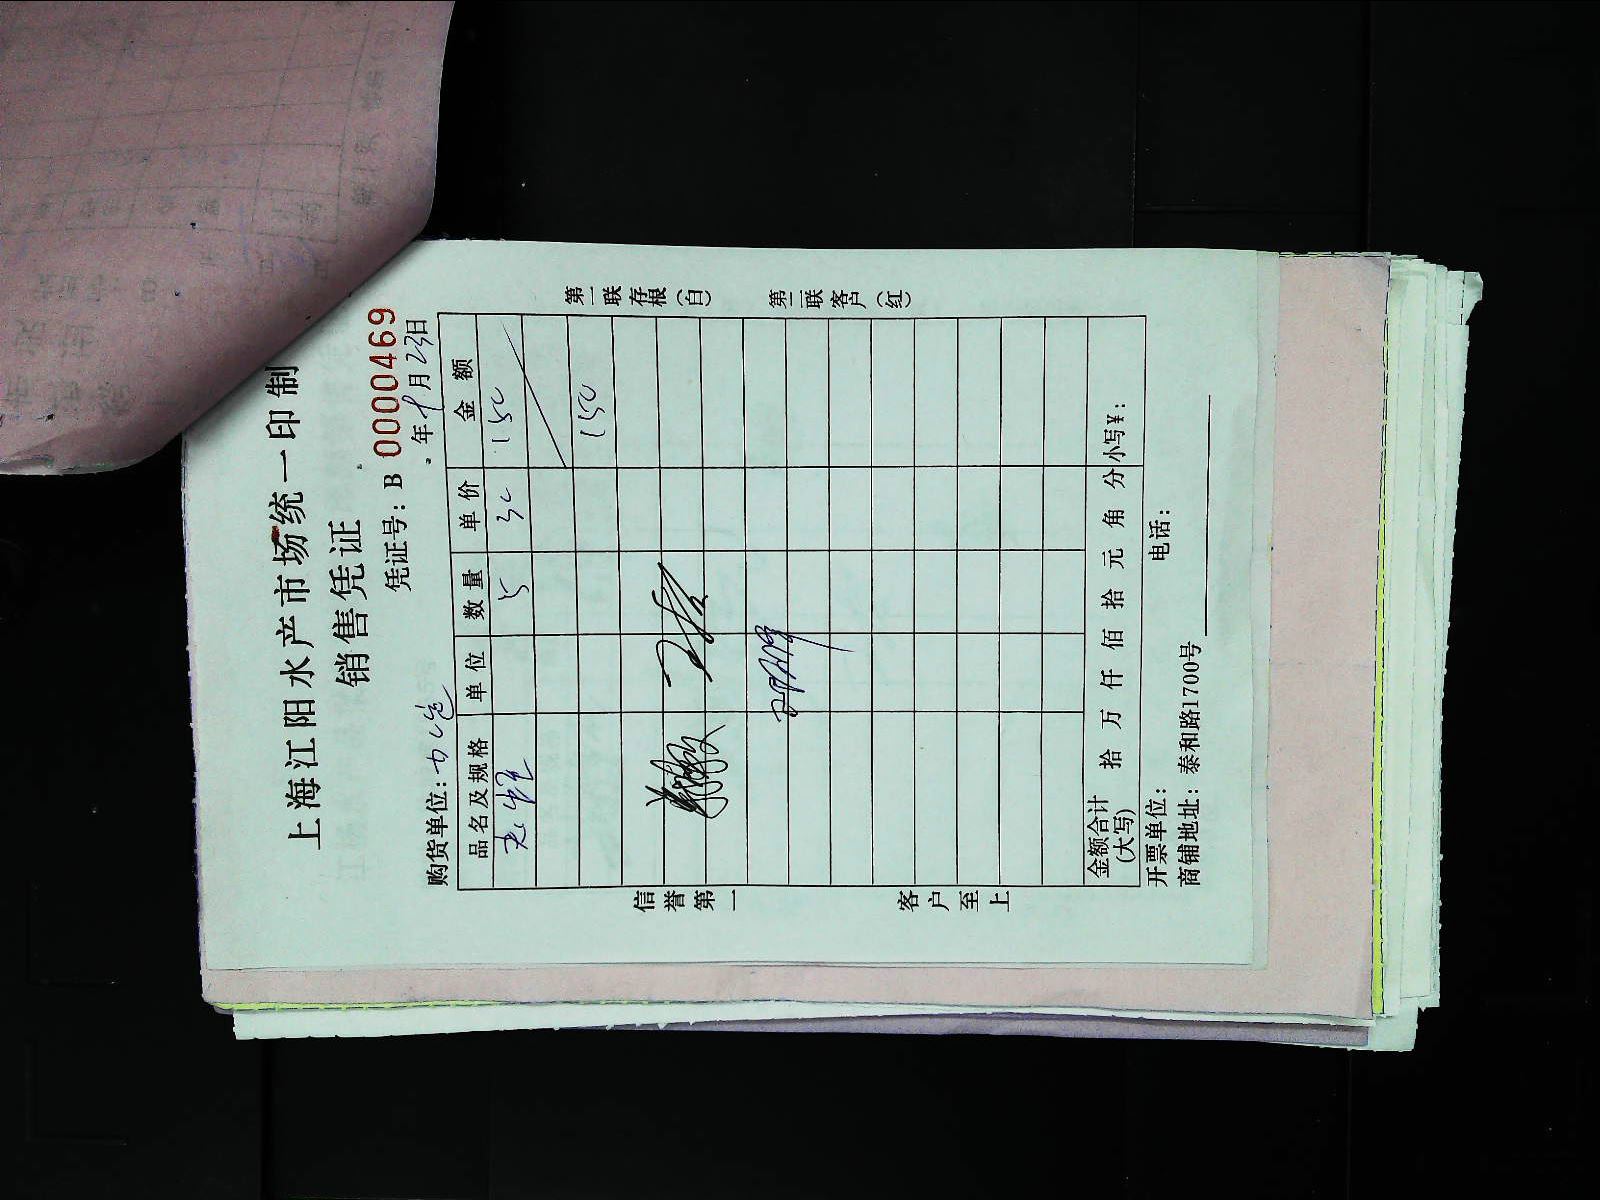 上海江阳水产市场统一印制
销售凭证
凭证号：B 0000469
购货单位： 年 月 23日
品名及规格 单位 数量 单价 金额
5 30 150
150
第一联存根（白）
第二联客户（红）
信誉第一
客户至上
金额合计（大写） 拾 万 仟 佰 拾 元 角 分 小写¥：
开票单位： 电话：
商铺地址：泰和路1700号